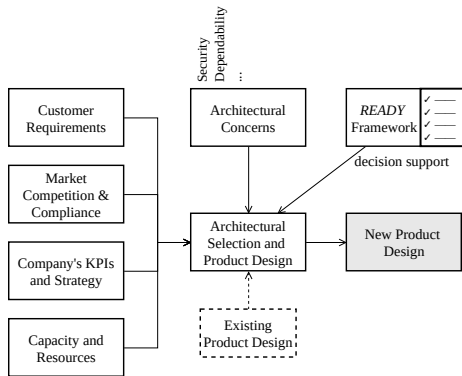 Security
Dependability
...
Customer
Requirements
Architectural
Concerns
READY
Framework
✓
✓
✓
✓
decision support
Market
Competition &
Compliance
Architectural
Selection and
Product Design
New Product
Design
Company's KPIs
and Strategy
Existing
Product Design
Capacity and
Resources